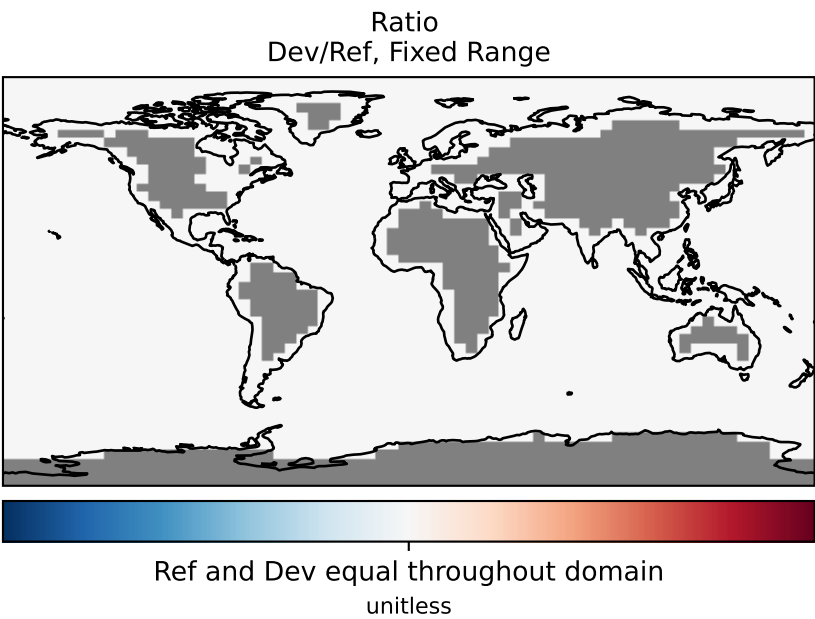 Ratio
Dev/Ref, Fixed Range
Ref and Dev equal throughout domain
unitless